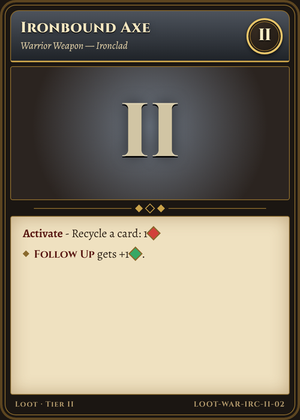 Ironbound Axe
Warrior Weapon — Ironclad
II
II
Activate - Recycle a card: 1
Follow Up gets +1.
Loot · Tier II
LOOT-WAR-IRC-II-02